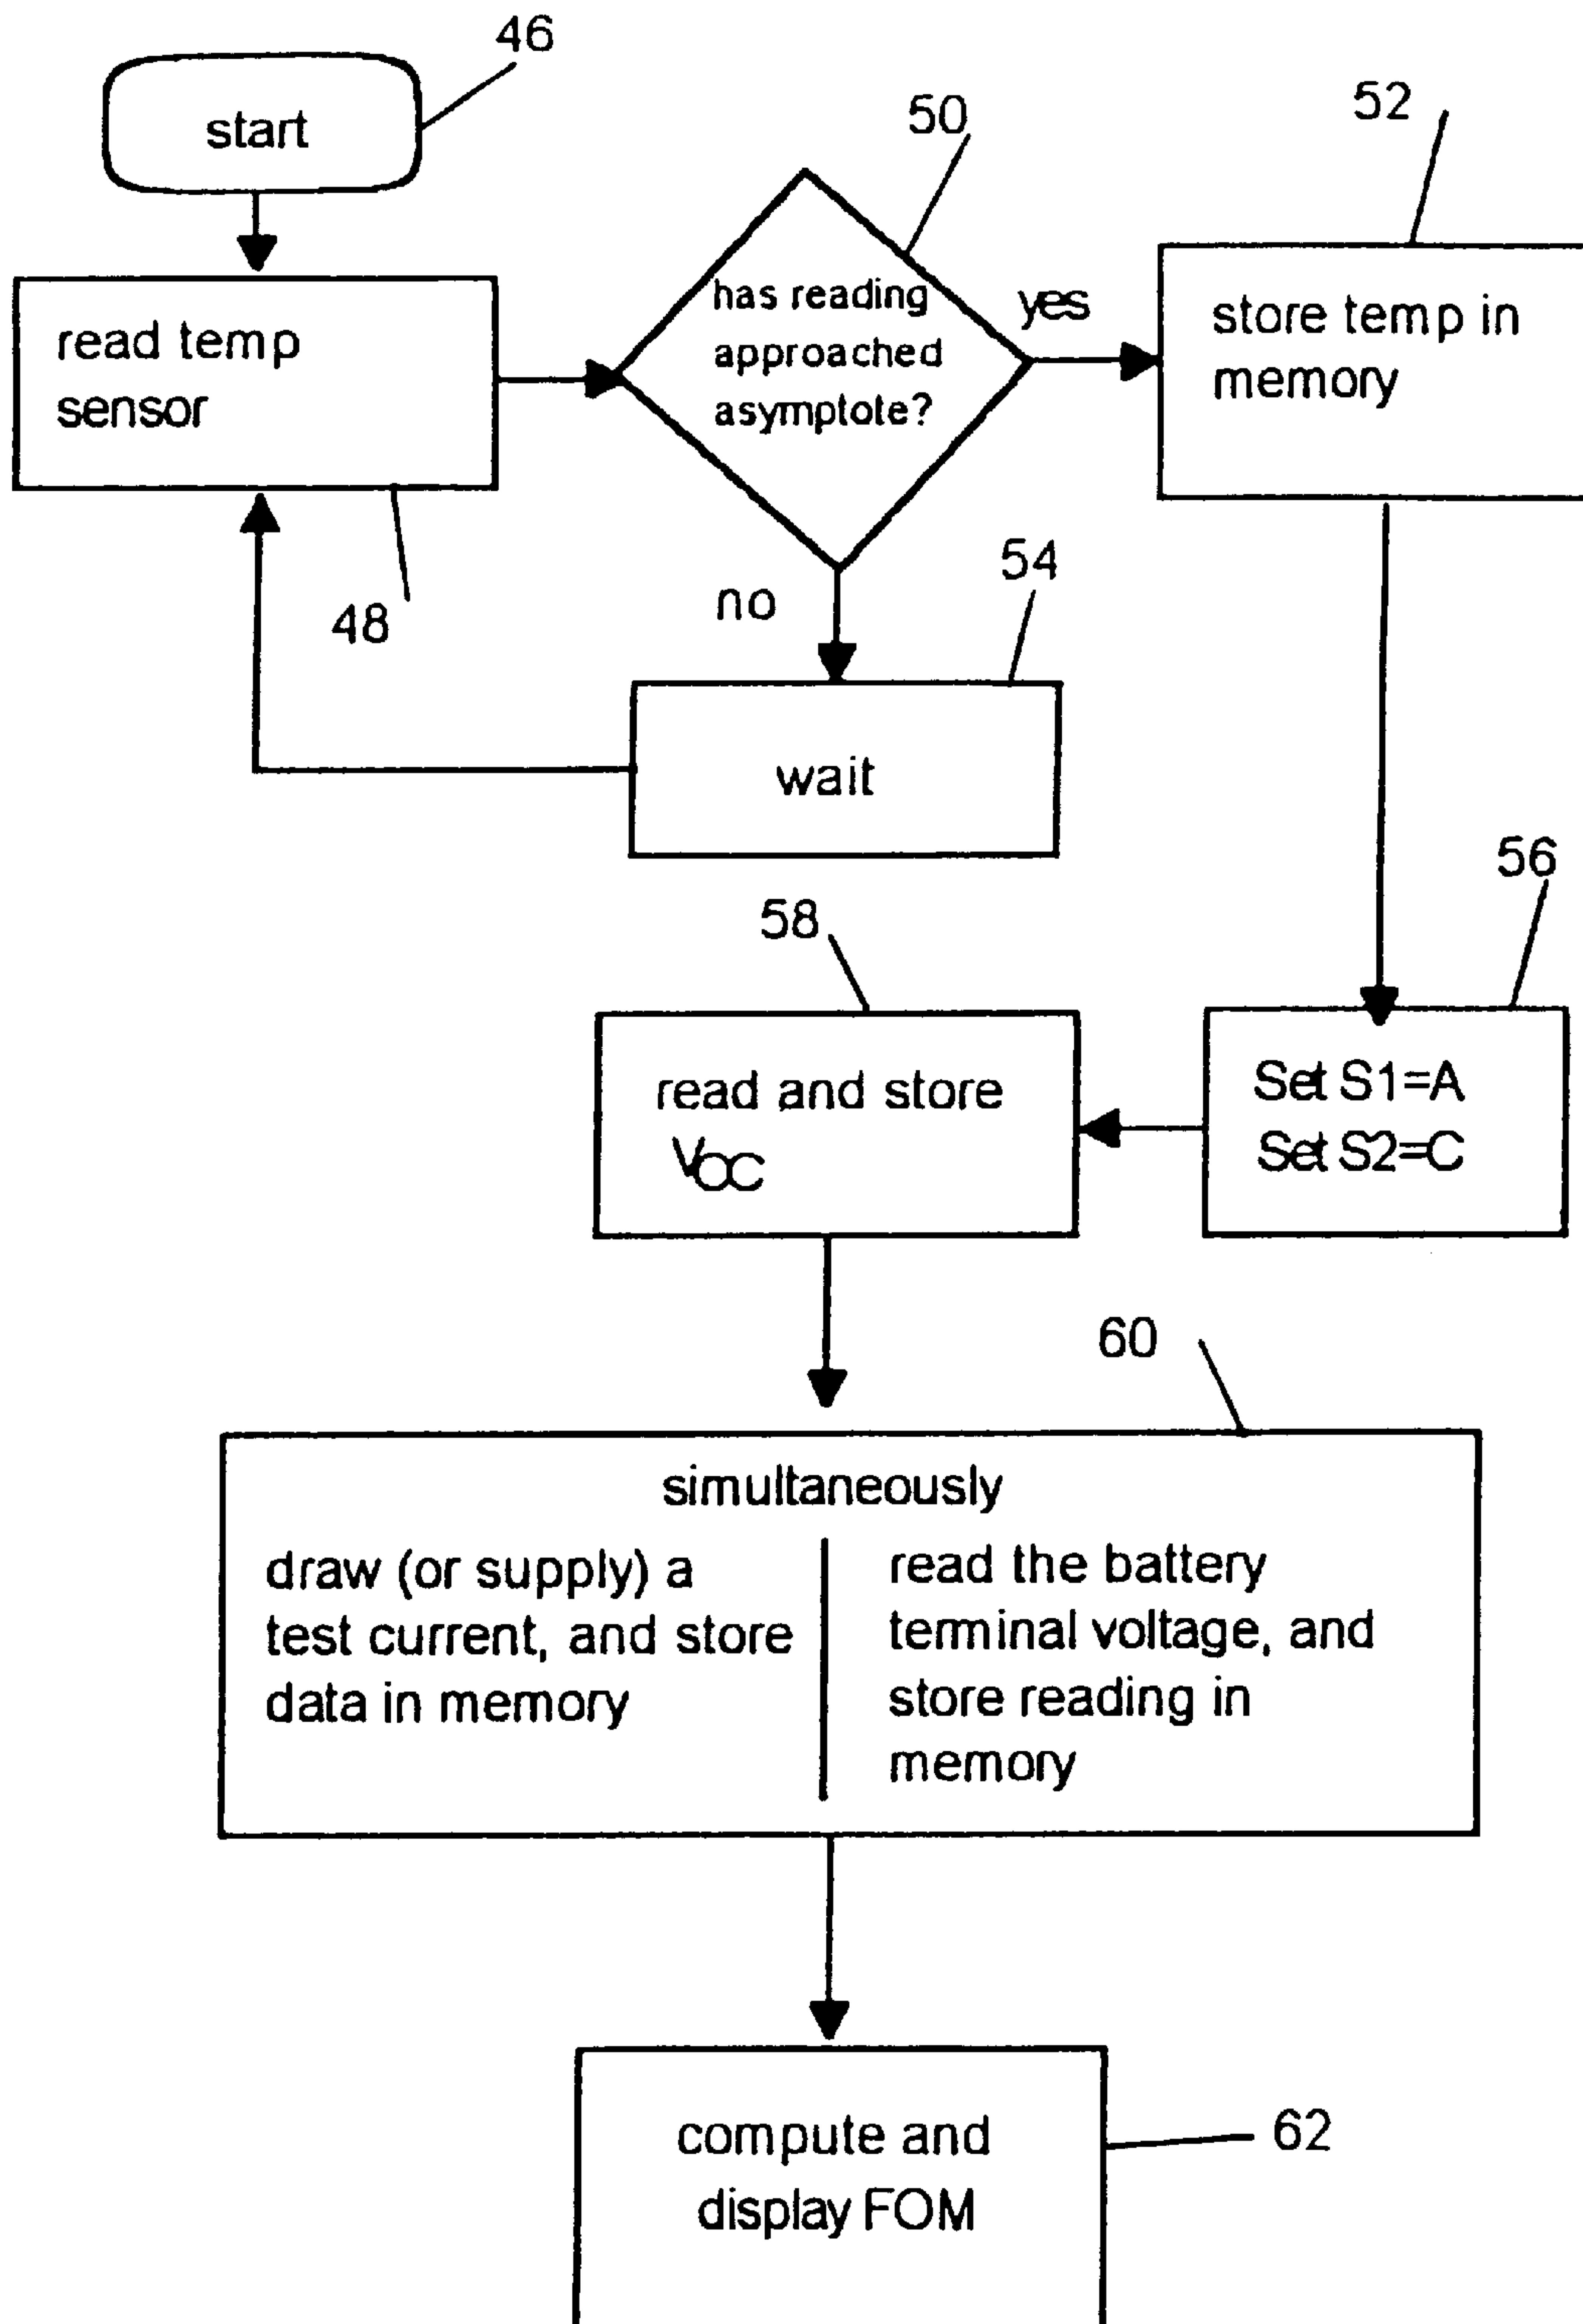 46
start
50
52
has reading
approached
asymptote?
yes
store temp in
memory
read temp
sensor
48
no
54
wait
56
58
Set S1=A
Set S2=C
read and store
VOC
60
simultaneously
draw (or supply) a
test current, and store
data in memory
read the battery
terminal voltage, and
store reading in
memory
compute and
display FOM
62